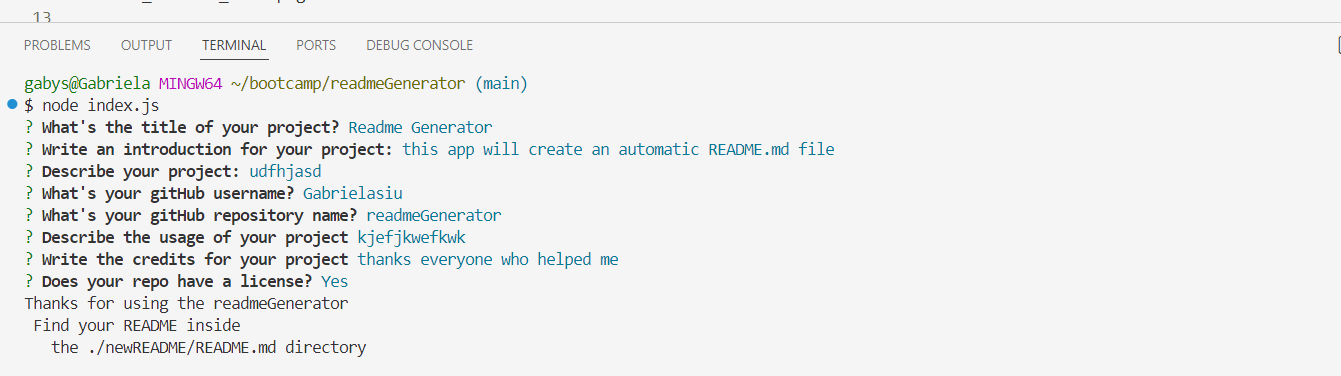 13
PROBLEMS OUTPUT TERMINAL PORTS DEBUG CONSOLE
gabys@Gabriela MINGW64 ~/bootcamp/readmeGenerator (main)
$ node index.js
? What's the title of your project? Readme Generator
? Write an introduction for your project: this app will create an automatic README.md file
? Describe your project: udfhjasd
? What's your gitHub username? Gabrielasiu
? What's your gitHub repository name? readmeGenerator
? Describe the usage of your project kjefjkwefkwk
? Write the credits for your project thanks everyone who helped me
? Does your repo have a license? Yes
Thanks for using the readmeGenerator
Find your README inside
the ./newREADME/README.md directory